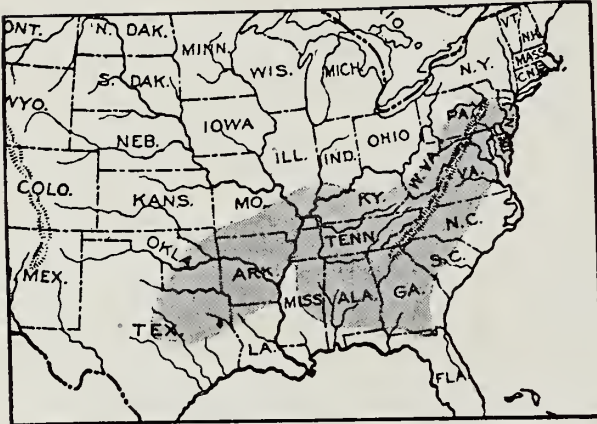 ONT. N. DAK. MINN. VT. N.H.
WIS. MICH. N.Y. MASS.
WYO. S. DAK. CNT.
NEB. IOWA PA.
ILL. IND. OHIO
COLO. KANS. MO. KY. W.VA. VA.
OKLA. TENN. N.C.
MEX. ARK. S.C.
MISS. ALA. GA.
TEX. LA.
FLA.